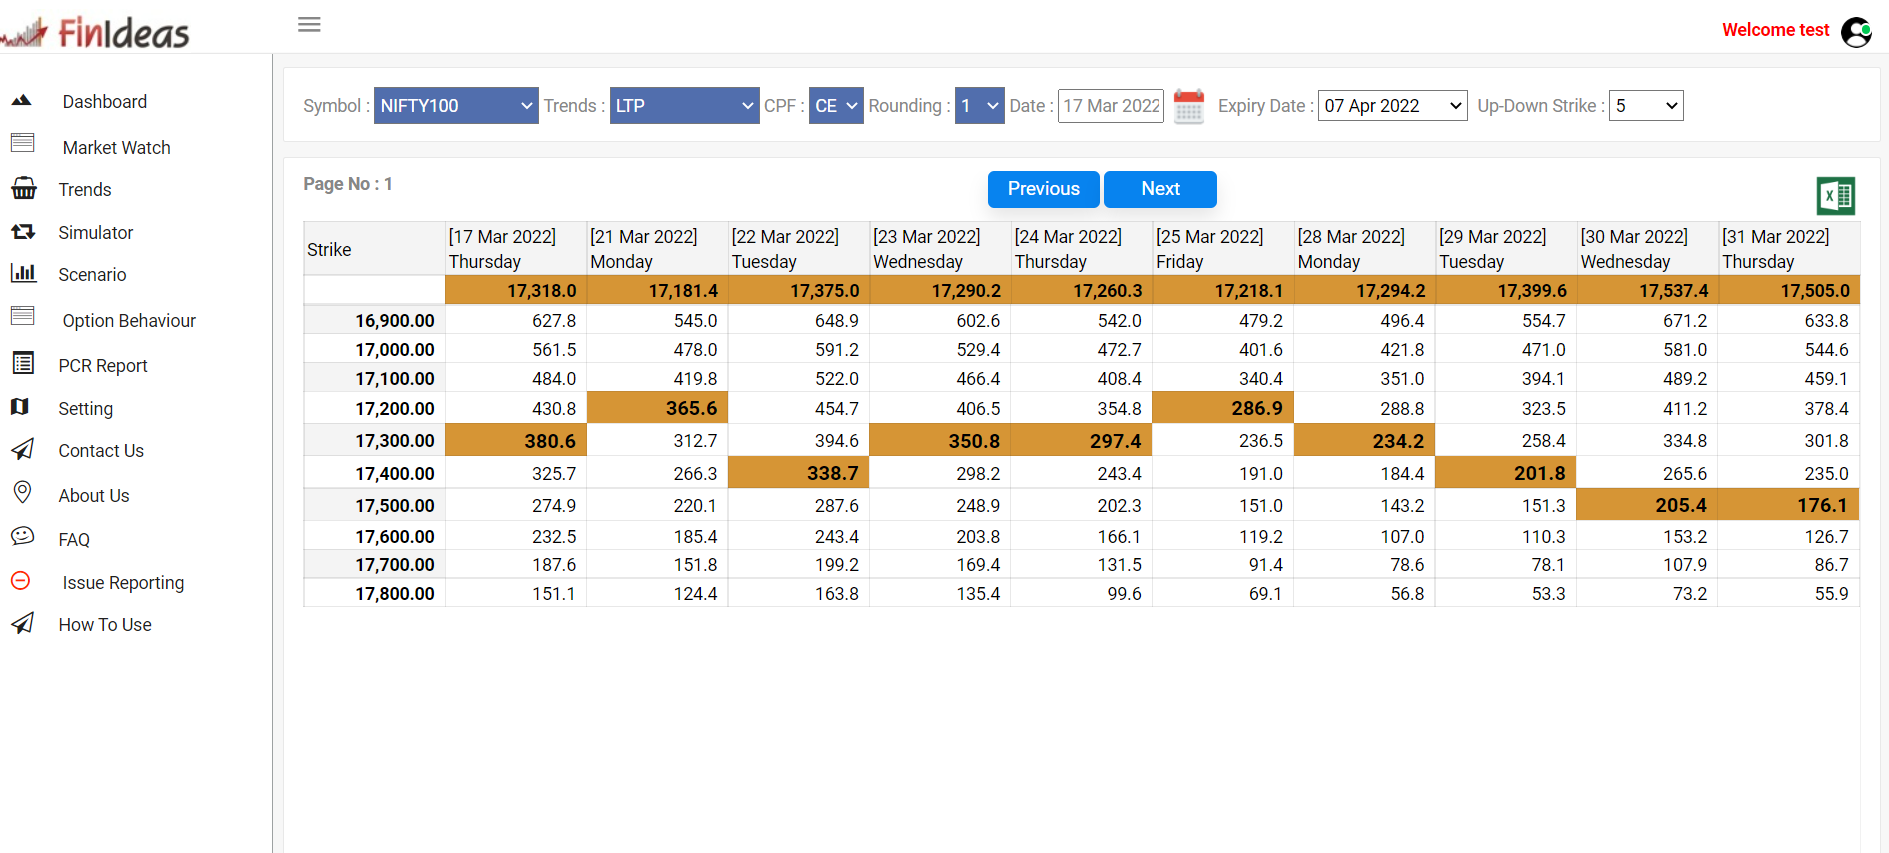 FinIdeas
Welcome test
Dashboard
Market Watch
Trends
Simulator
Scenario
Option Behaviour
PCR Report
Setting
Contact Us
About Us
FAQ
Issue Reporting
How To Use
Symbol : NIFTY100 Trends : LTP CPF : CE Rounding : 1 Date : 17 Mar 2022 Expiry Date : 07 Apr 2022 Up-Down Strike : 5
Page No : 1
Previous Next
Strike [17 Mar 2022] [21 Mar 2022] [22 Mar 2022] [23 Mar 2022] [24 Mar 2022] [25 Mar 2022] [28 Mar 2022] [29 Mar 2022] [30 Mar 2022] [31 Mar 2022]
Thursday Monday Tuesday Wednesday Thursday Friday Monday Tuesday Wednesday Thursday
17,318.0 17,181.4 17,375.0 17,290.2 17,260.3 17,218.1 17,294.2 17,399.6 17,537.4 17,505.0
16,900.00 627.8 545.0 648.9 602.6 542.0 479.2 496.4 554.7 671.2 633.8
17,000.00 561.5 478.0 591.2 529.4 472.7 401.6 421.8 471.0 581.0 544.6
17,100.00 484.0 419.8 522.0 466.4 408.4 340.4 351.0 394.1 489.2 459.1
17,200.00 430.8 365.6 454.7 406.5 354.8 286.9 288.8 323.5 411.2 378.4
17,300.00 380.6 312.7 394.6 350.8 297.4 236.5 234.2 258.4 334.8 301.8
17,400.00 325.7 266.3 338.7 298.2 243.4 191.0 184.4 201.8 265.6 235.0
17,500.00 274.9 220.1 287.6 248.9 202.3 151.0 143.2 151.3 205.4 176.1
17,600.00 232.5 185.4 243.4 203.8 166.1 119.2 107.0 110.3 153.2 126.7
17,700.00 187.6 151.8 199.2 169.4 131.5 91.4 78.6 78.1 107.9 86.7
17,800.00 151.1 124.4 163.8 135.4 99.6 69.1 56.8 53.3 73.2 55.9